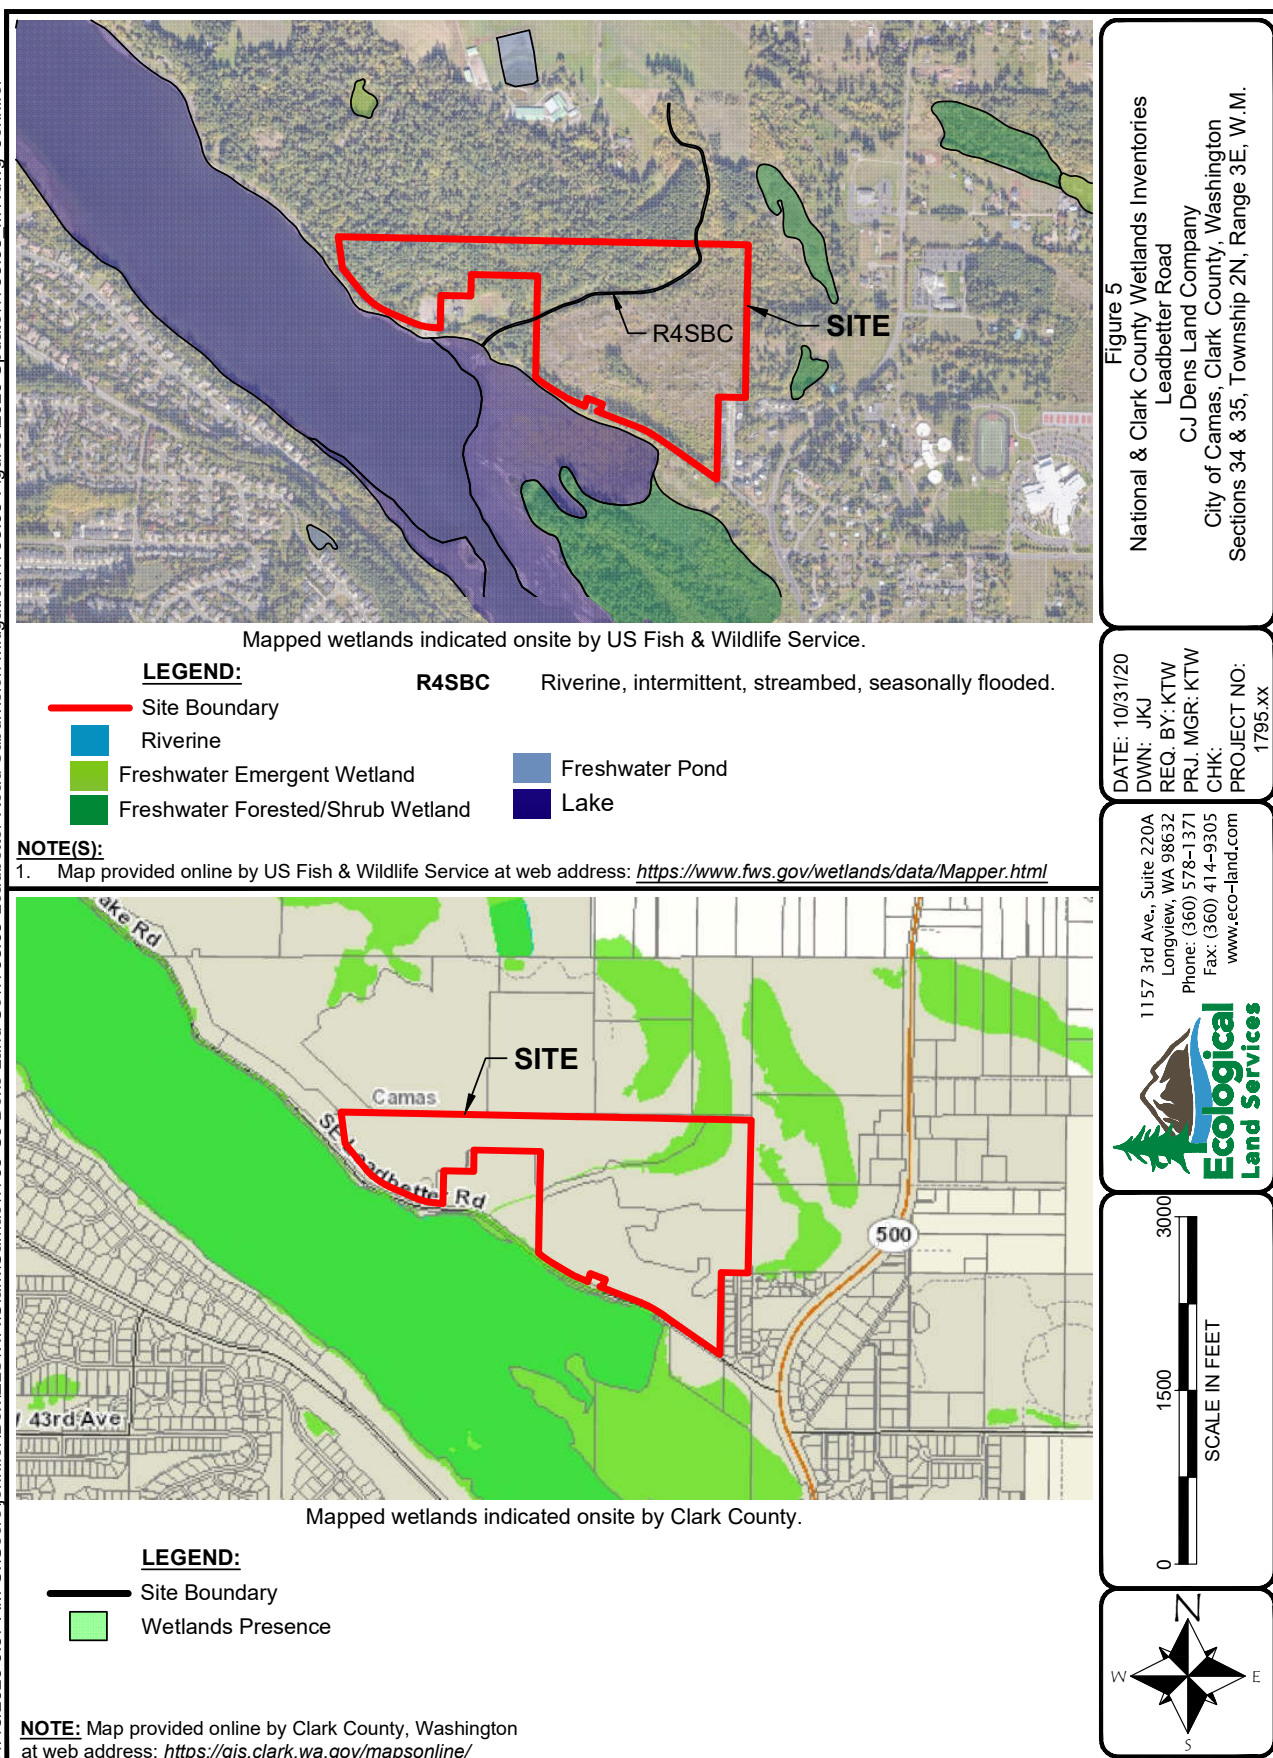 R4SBC
SITE
Mapped wetlands indicated onsite by US Fish & Wildlife Service.
LEGEND:
R4SBC Riverine, intermittent, streambed, seasonally flooded.
Site Boundary
Riverine
Freshwater Emergent Wetland
Freshwater Forested/Shrub Wetland
Freshwater Pond
Lake
NOTE(S):
1. Map provided online by US Fish & Wildlife Service at web address: https://www.fws.gov/wetlands/data/Mapper.html
ake Rd
SITE
Camas
SE Leadbetter Rd
500
43rd Ave
Mapped wetlands indicated onsite by Clark County.
LEGEND:
Site Boundary
Wetlands Presence
NOTE: Map provided online by Clark County, Washington
at web address: https://gis.clark.wa.gov/mapsonline/
Figure 5
National & Clark County Wetlands Inventories
Leadbetter Road
CJ Dens Land Company
City of Camas, Clark County, Washington
Sections 34 & 35, Township 2N, Range 3E, W.M.
DATE: 10/31/20
DWN: JKJ
REQ. BY: KTW
PRJ. MGR: KTW
CHK:
PROJECT NO:
1795.xx
1157 3rd Ave., Suite 220A
Longview, WA 98632
Phone: (360) 578-1371
Fax: (360) 414-9305
www.eco-land.com
Ecological
Land Services
0 1500 3000
SCALE IN FEET
N
W E
S